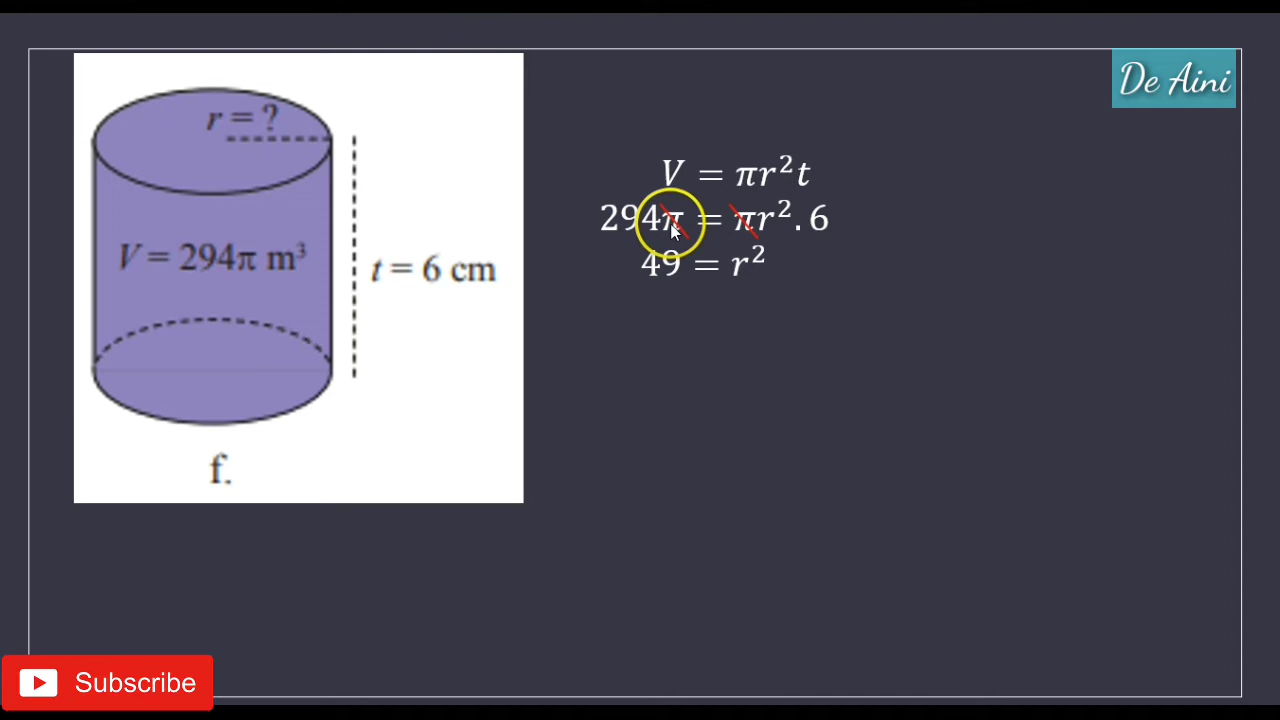 De Aini
r = ?
V = 294π m³
t = 6 cm
f.
V = πr²t
294π = πr².6
49 = r²
Subscribe